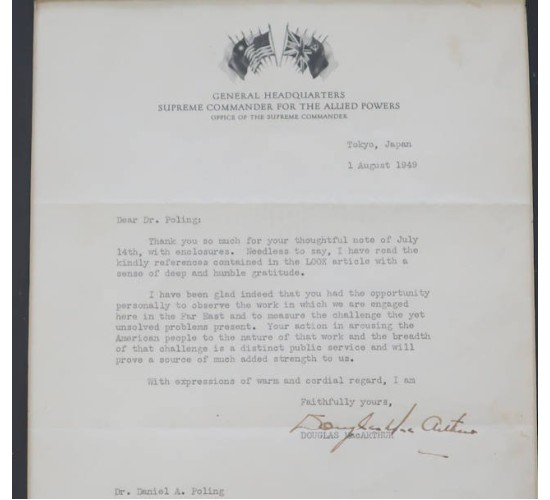 GENERAL HEADQUARTERS
SUPREME COMMANDER FOR THE ALLIED POWERS
OFFICE OF THE SUPREME COMMANDER
Tokyo, Japan
1 August 1949
Dear Dr. Poling:
Thank you so much for your thoughtful note of July
14th, with enclosures. Needless to say, I have read the
kindly references contained in the LOOK article with a
sense of deep and humble gratitude.
I have been glad indeed that you had the opportunity
personally to observe the work in which we are engaged
here in the Far East and to measure the challenge the yet
unsolved problems present. Your action in arousing the
American people to the nature of that work and the breadth
of that challenge is a distinct public service and will
prove a source of much added strength to us.
With expressions of warm and cordial regard, I am
Faithfully yours,
Douglas MacArthur
DOUGLAS MacARTHUR
Dr. Daniel A. Poling